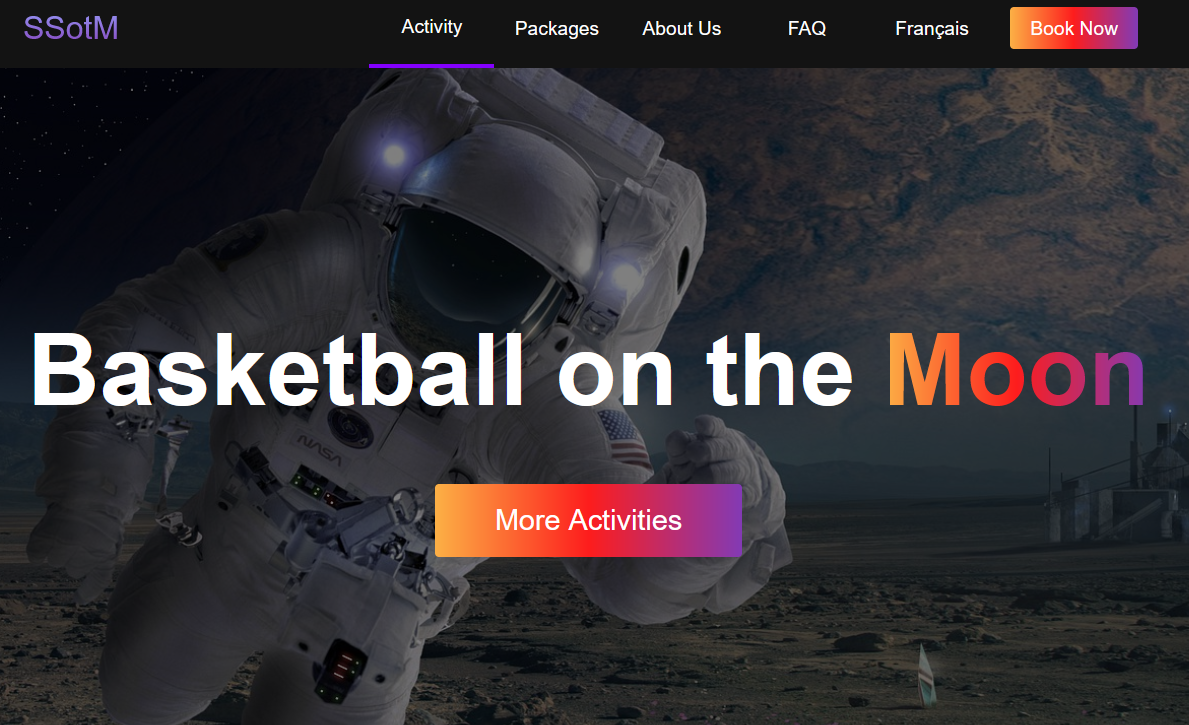 SSotM
Activity
Packages
About Us
FAQ
Français
Book Now
Basketball on the Moon
NASA
More Activities